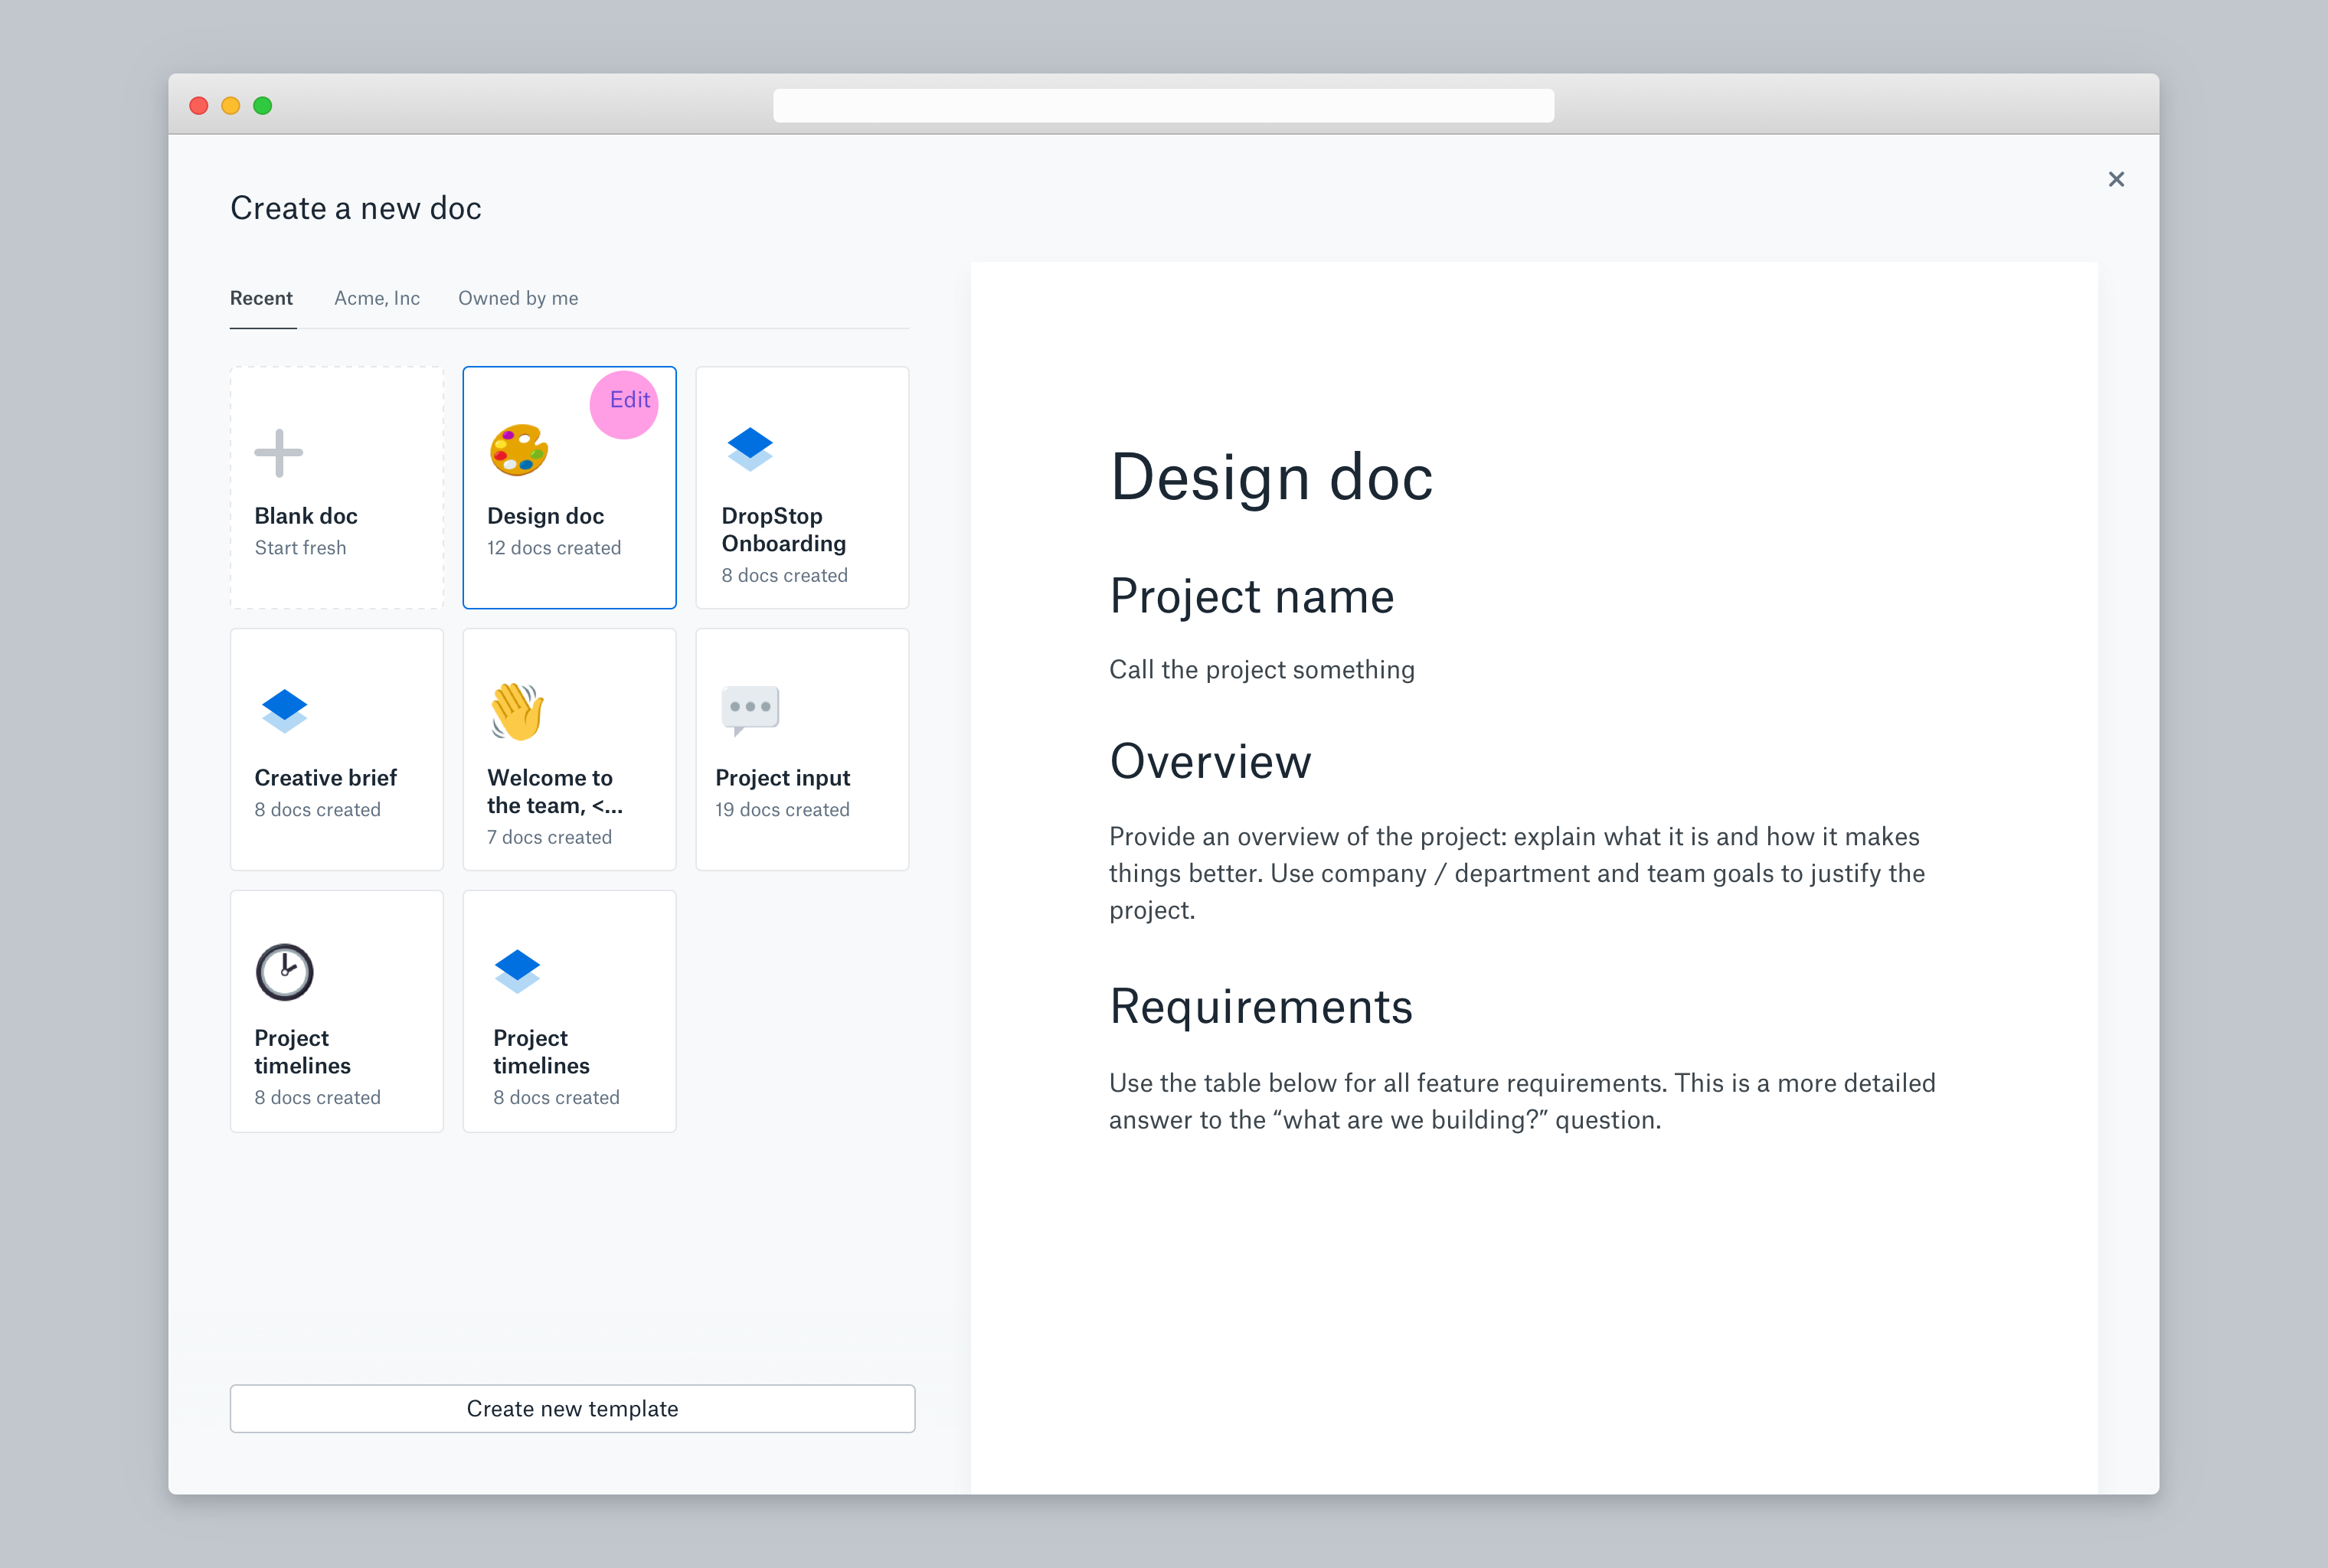 Create a new doc
Recent
Acme, Inc
Owned by me
Blank doc
Start fresh
Edit
Design doc
12 docs created
DropStop
Onboarding
8 docs created
Creative brief
8 docs created
Welcome to
the team, <...
7 docs created
Project input
19 docs created
Project
timelines
8 docs created
Project
timelines
8 docs created
Create new template
Design doc
Project name
Call the project something
Overview
Provide an overview of the project: explain what it is and how it makes
things better. Use company / department and team goals to justify the
project.
Requirements
Use the table below for all feature requirements. This is a more detailed
answer to the “what are we building?” question.